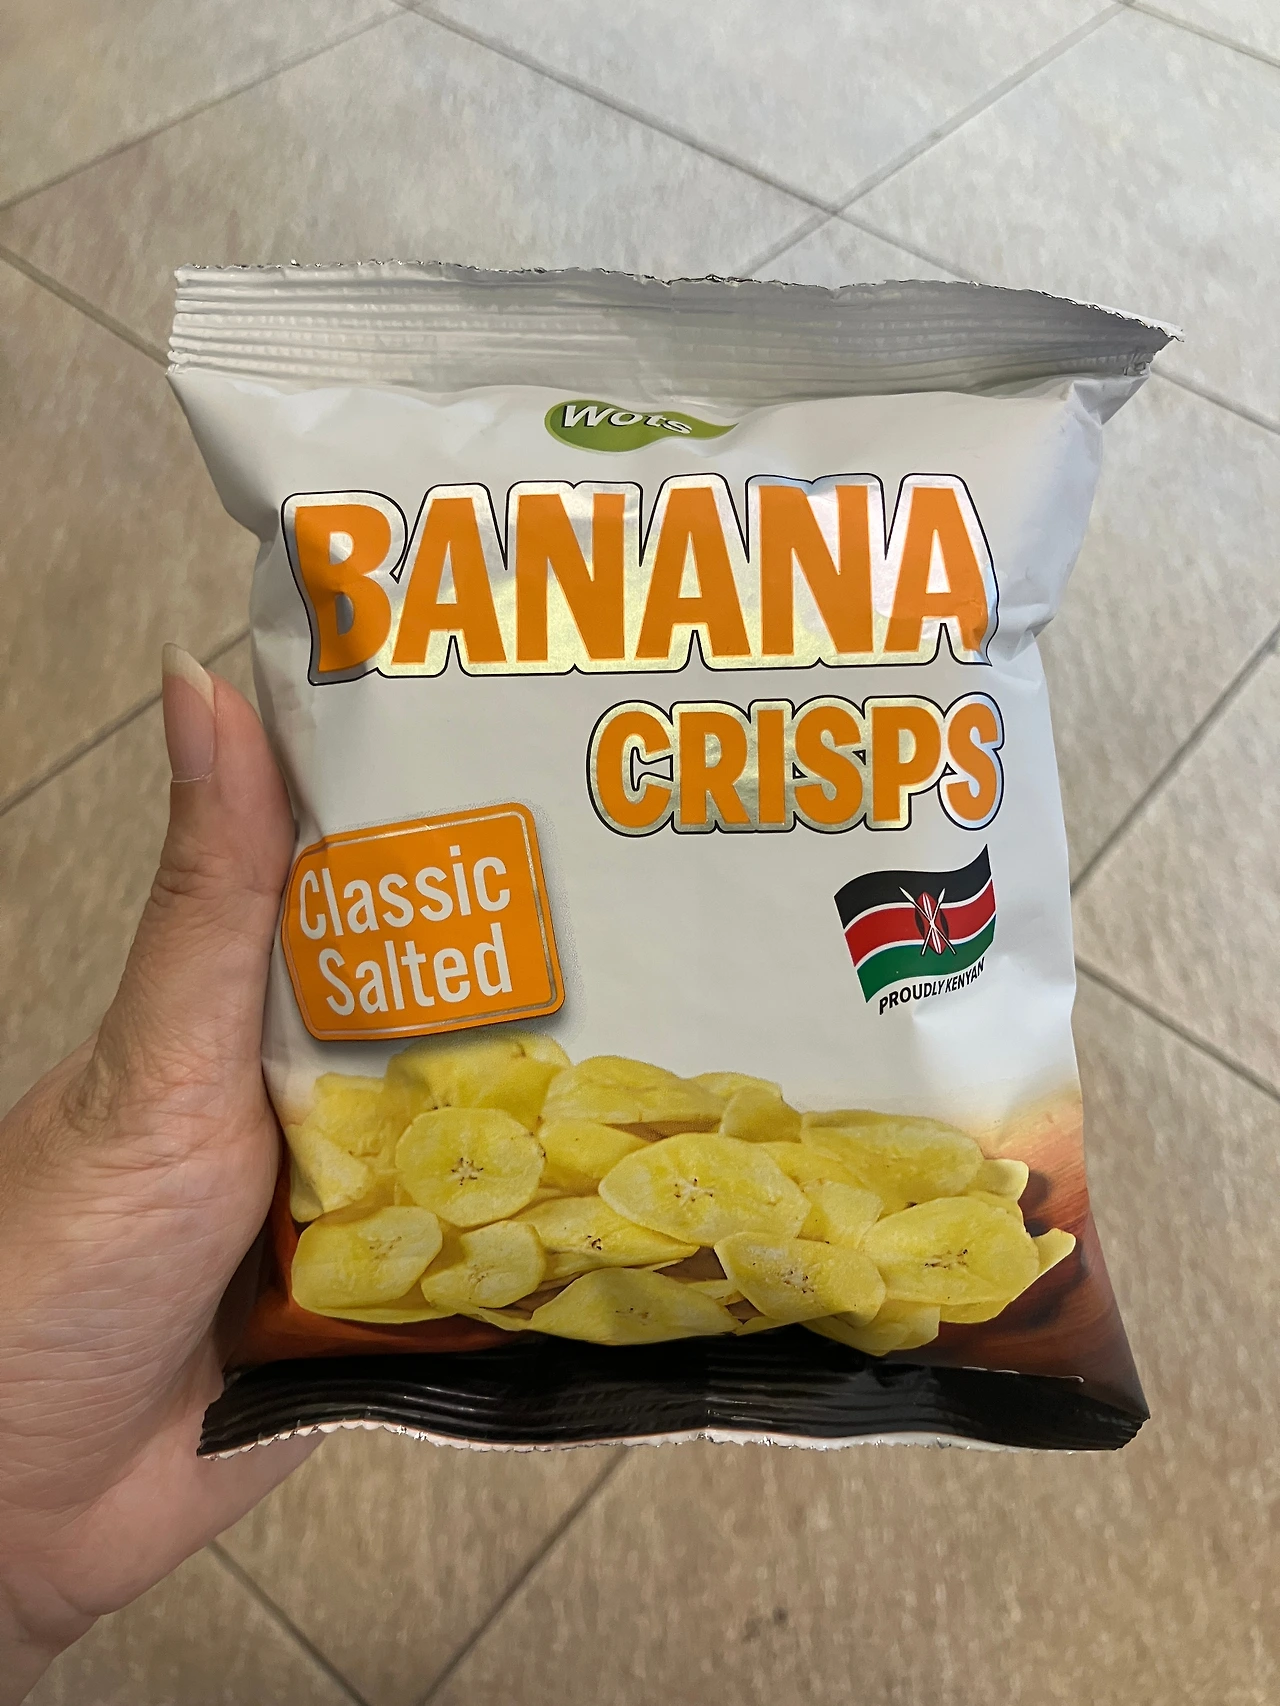 Wots
BANANA
CRISPS
Classic
Salted
PROUDLY KENYAN